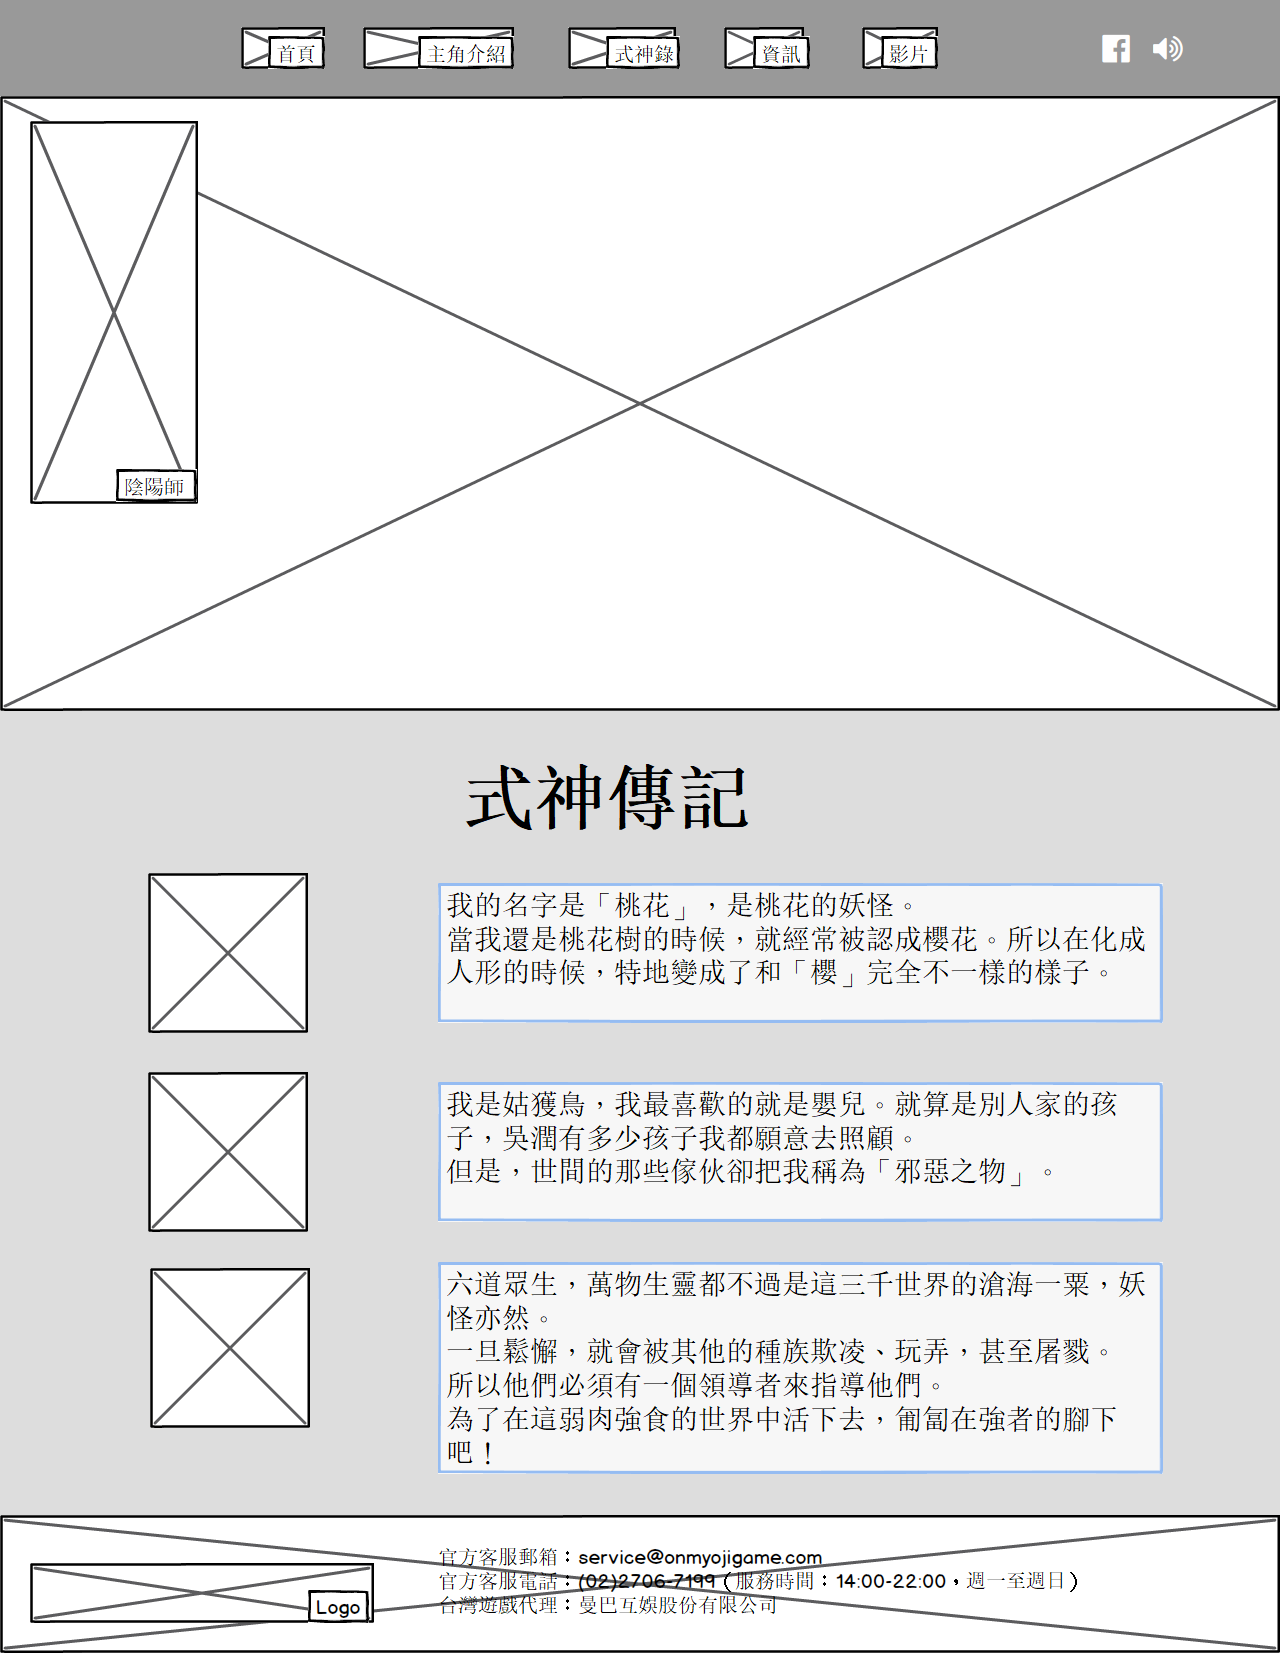 首頁
主角介紹
式神錄
資訊
影片
陰陽師
式神傳記
我的名字是「桃花」，是桃花的妖怪。
當我還是桃花樹的時候，就經常被認成櫻花。所以在化成
人形的時候，特地變成了和「櫻」完全不一樣的樣子。
我是姑獲鳥，我最喜歡的就是嬰兒。就算是別人家的孩
子，吳潤有多少孩子我都願意去照顧。
但是，世間的那些傢伙卻把我稱為「邪惡之物」。
六道眾生，萬物生靈都不過是這三千世界的滄海一粟，妖
怪亦然。
一旦鬆懈，就會被其他的種族欺凌、玩弄，甚至屠戮。
所以他們必須有一個領導者來指導他們。
為了在這弱肉強食的世界中活下去，匍匐在強者的腳下
吧！
官方客服郵箱：service@onmyojigame.com
官方客服電話：(02)2706-7199（服務時間：14:00-22:00，週一至週日）
台灣遊戲代理：曼巴互娛股份有限公司
Logo